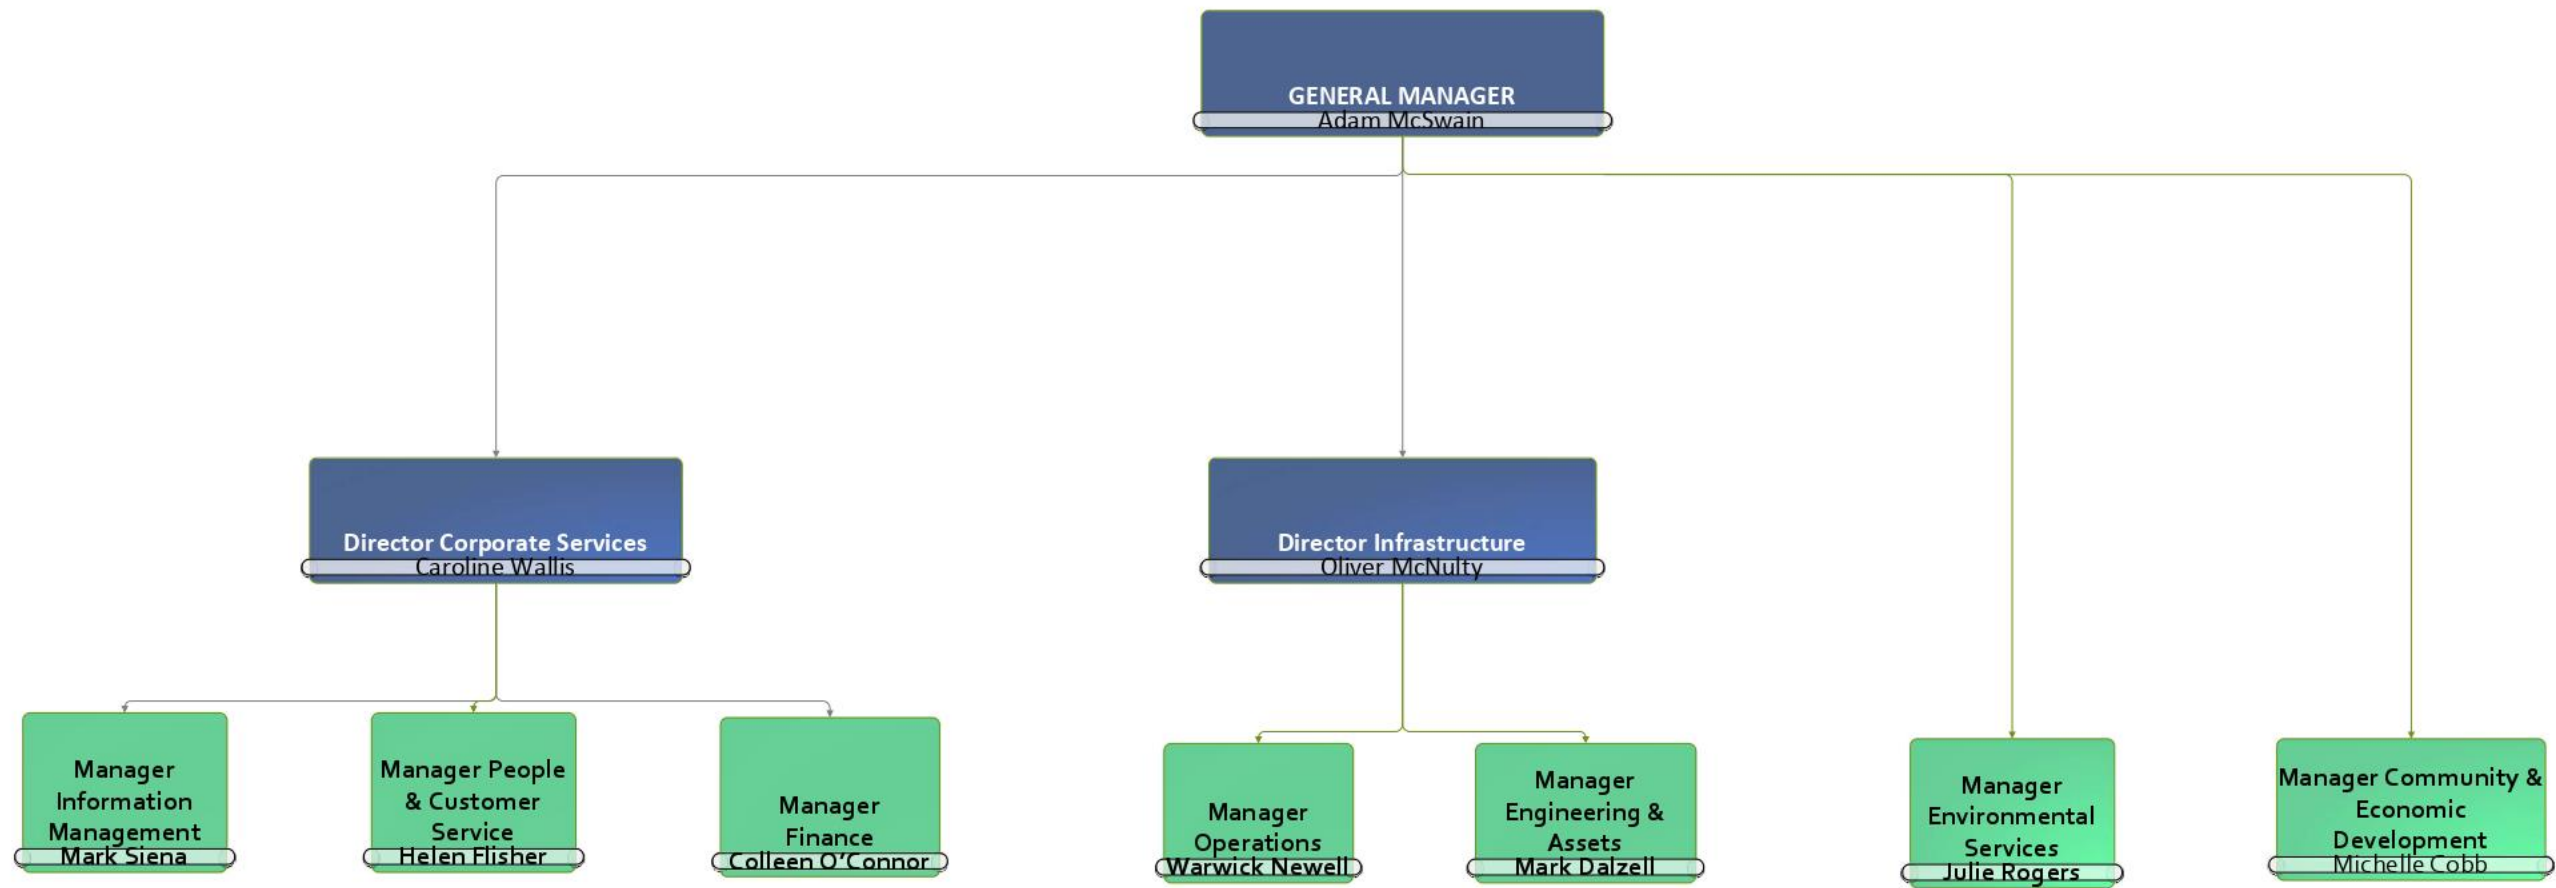 GENERAL MANAGER
Adam McSwain
Director Corporate Services
Caroline Wallis
Director Infrastructure
Oliver McNulty
Manager
Information
Management
Mark Siena
Manager People
& Customer
Service
Helen Flisher
Manager
Finance
Colleen O’Connor
Manager
Operations
Warwick Newell
Manager
Engineering &
Assets
Mark Dalzell
Manager
Environmental
Services
Julie Rogers
Manager Community &
Economic
Development
Michelle Cobb